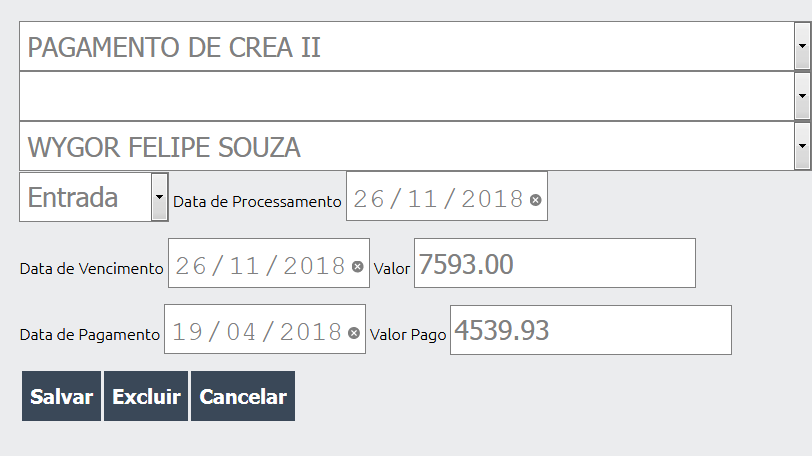 PAGAMENTO DE CREA II
WYGOR FELIPE SOUZA
Entrada Data de Processamento 26/11/2018
Data de Vencimento 26/11/2018 Valor 7593.00
Data de Pagamento 19/04/2018 Valor Pago 4539.93
Salvar Excluir Cancelar